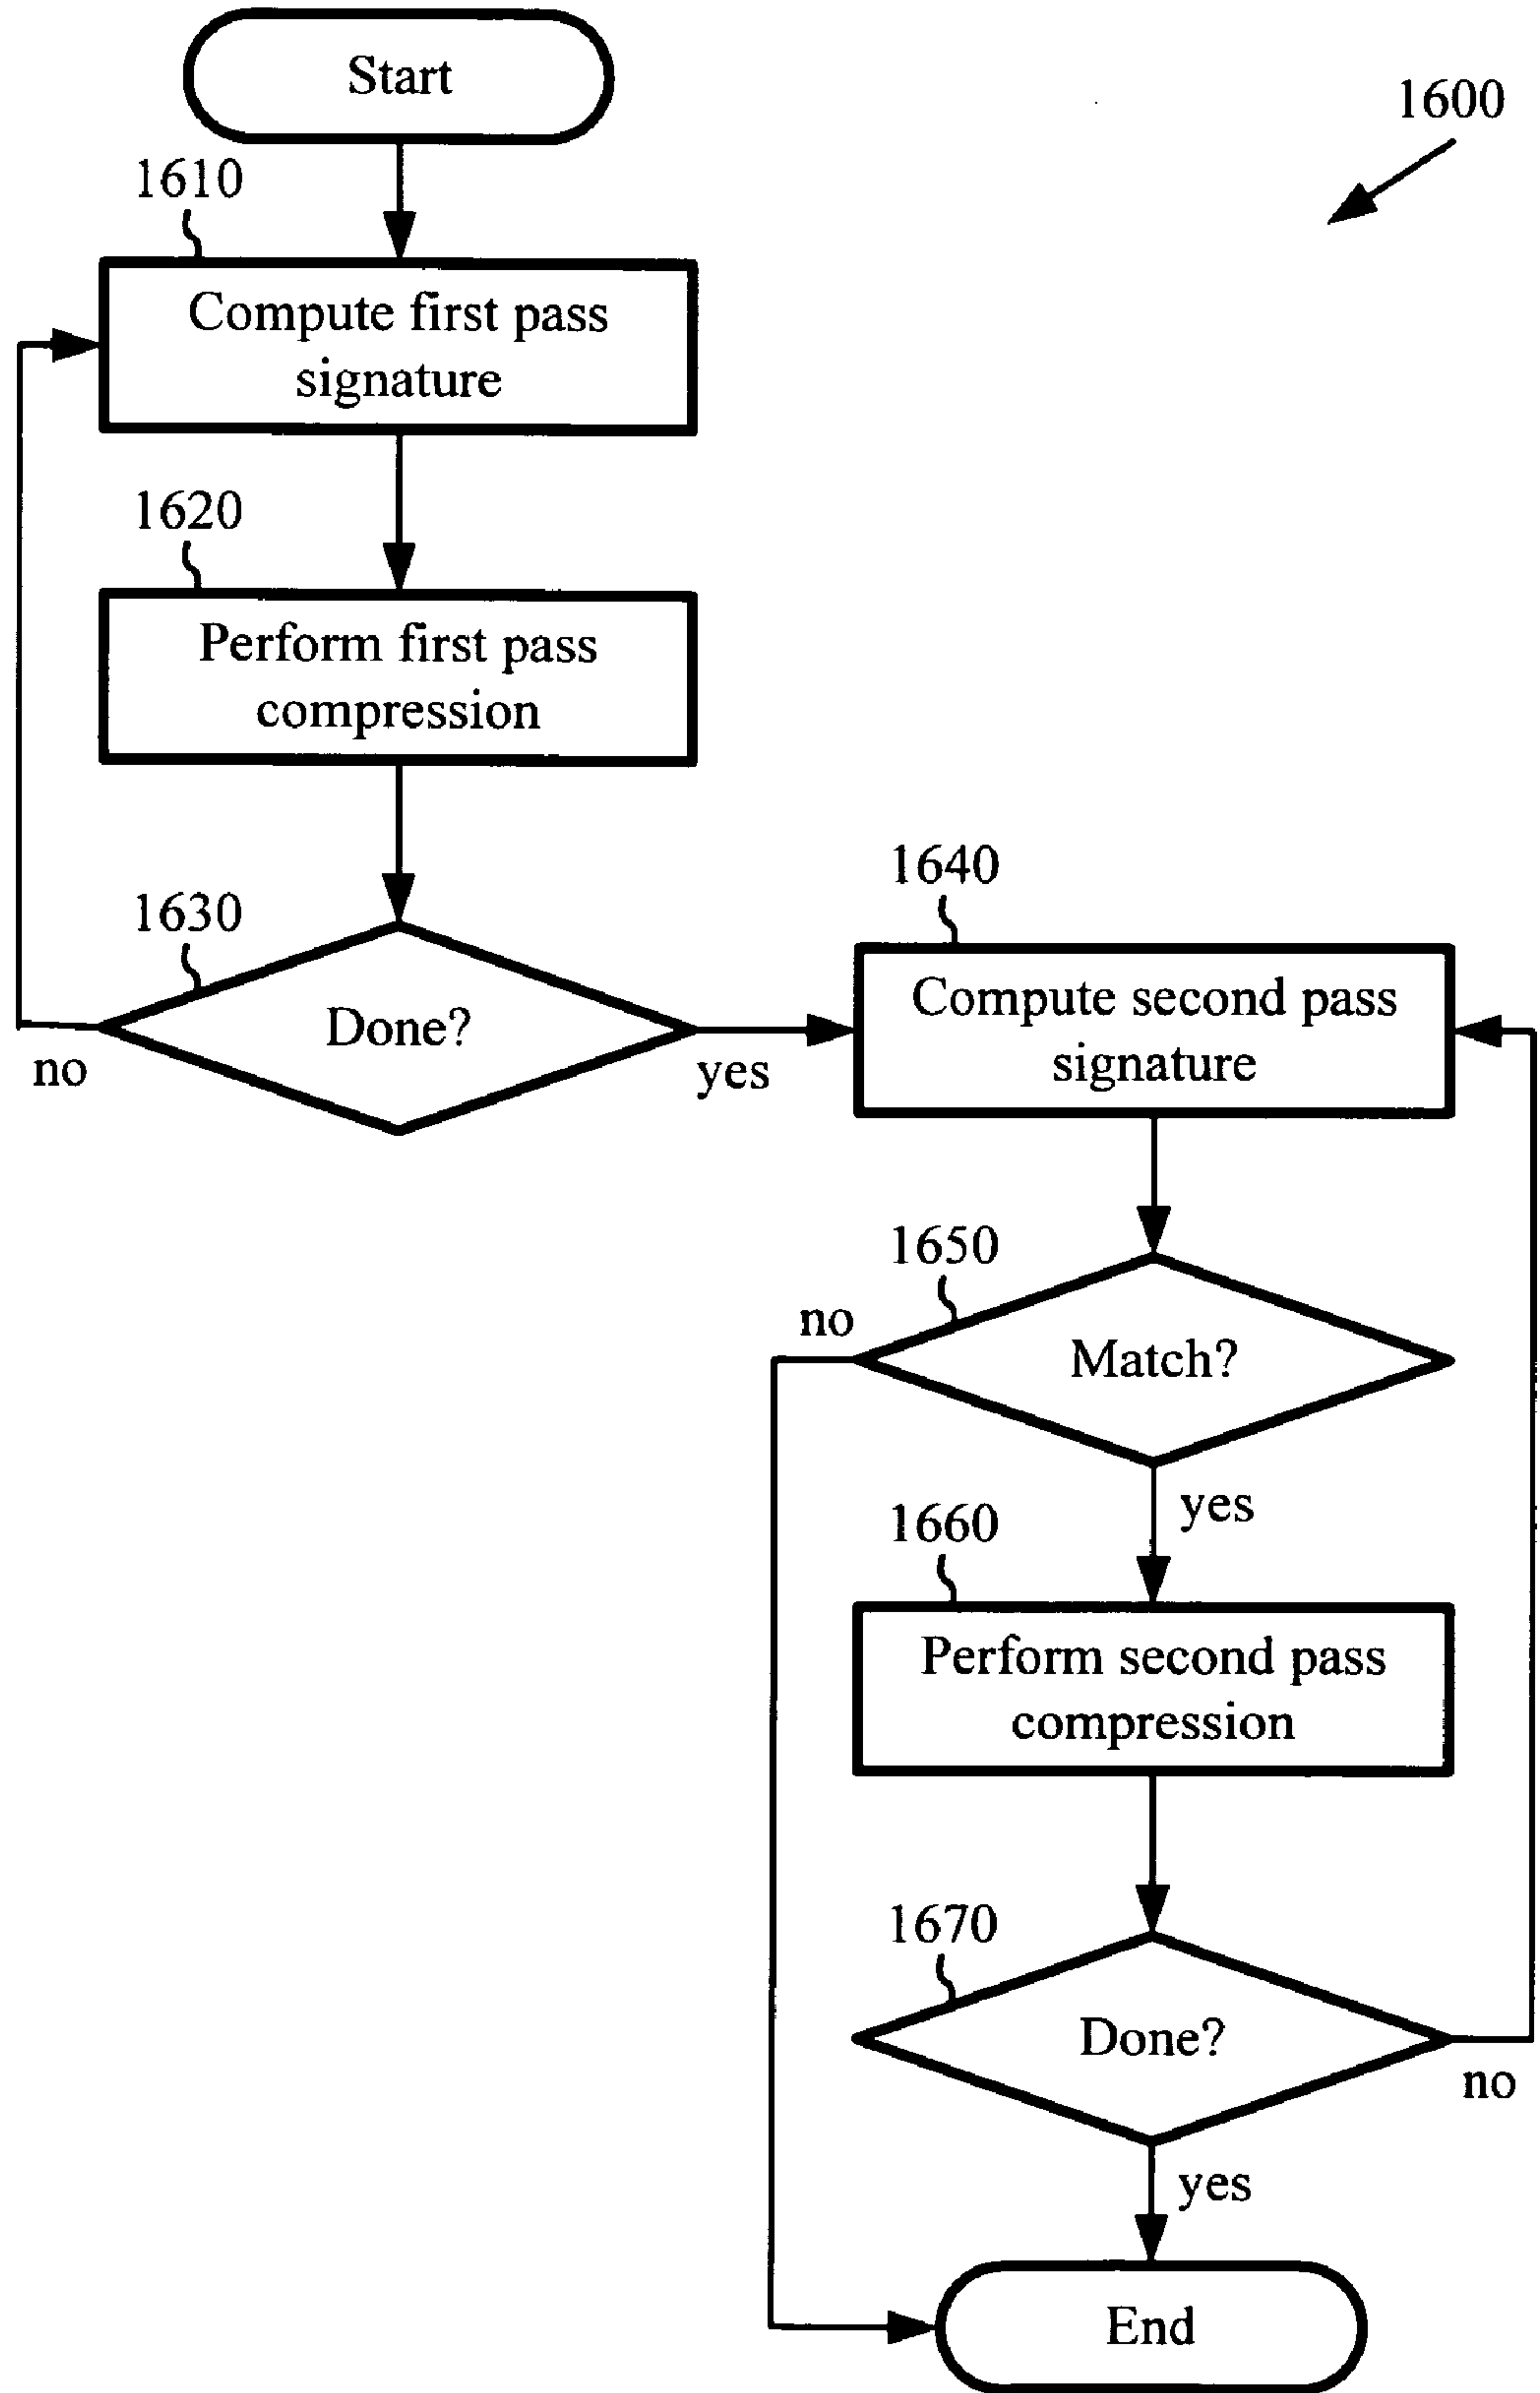 Start
1600
1610
Compute first pass
signature
1620
Perform first pass
compression
1630
Done?
no
yes
1640
Compute second pass
signature
1650
no
Match?
yes
1660
Perform second pass
compression
1670
Done?
no
yes
End